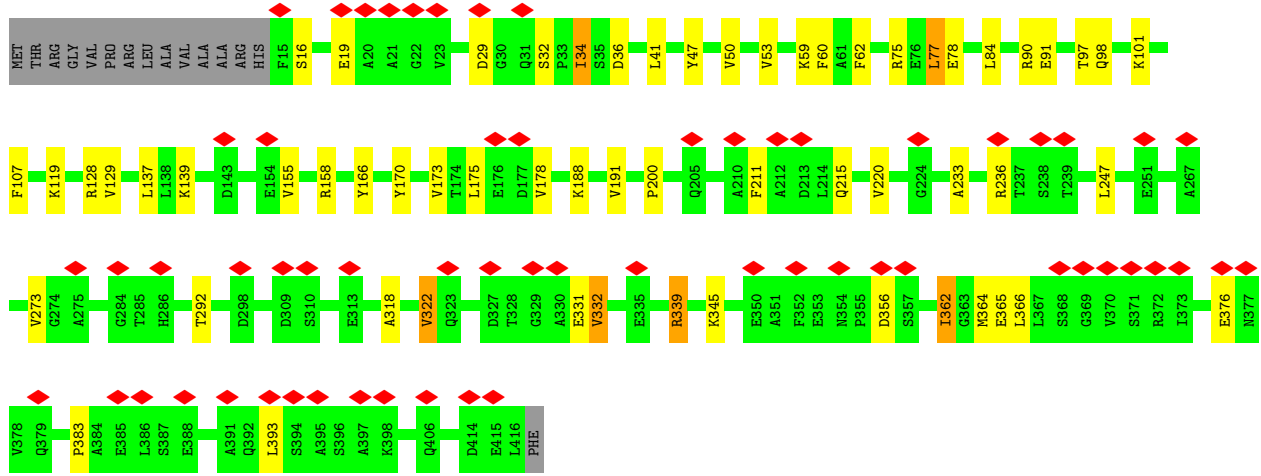 MET THR ARG GLY VAL PRO ARG LEU ALA VAL ALA ALA ARG HIS F15 S16 E19 A20 A21 G22 V23 D29 G30 Q31 S32 P33 I34 S35 D36 L41 Y47 V50 V53 K59 F60 A61 F62 R75 E76 L77 E78 L84 R90 E91 T97 Q98 K101
F107 K119 R128 V129 L137 L138 K139 D143 E154 V155 R158 Y166 Y170 V173 T174 L175 E176 D177 V178 K188 V191 P200 Q205 A210 F211 A212 D213 L214 Q215 V220 G224 A233 R236 T237 S238 T239 L247 E251 A267
V273 G274 A275 G284 T285 H286 T292 D298 D309 S310 E313 A318 V322 Q323 D327 T328 G329 A330 E331 V332 E335 R339 K345 E350 A351 F352 E353 N354 P355 D356 S357 I362 G363 M364 E365 L366 L367 S368 G369 V370 S371 R372 I373 E376 N377
V378 Q379 P383 A384 E385 L386 S387 E388 A391 Q392 L393 S394 A395 S396 A397 K398 Q406 D414 E415 L416 PHE